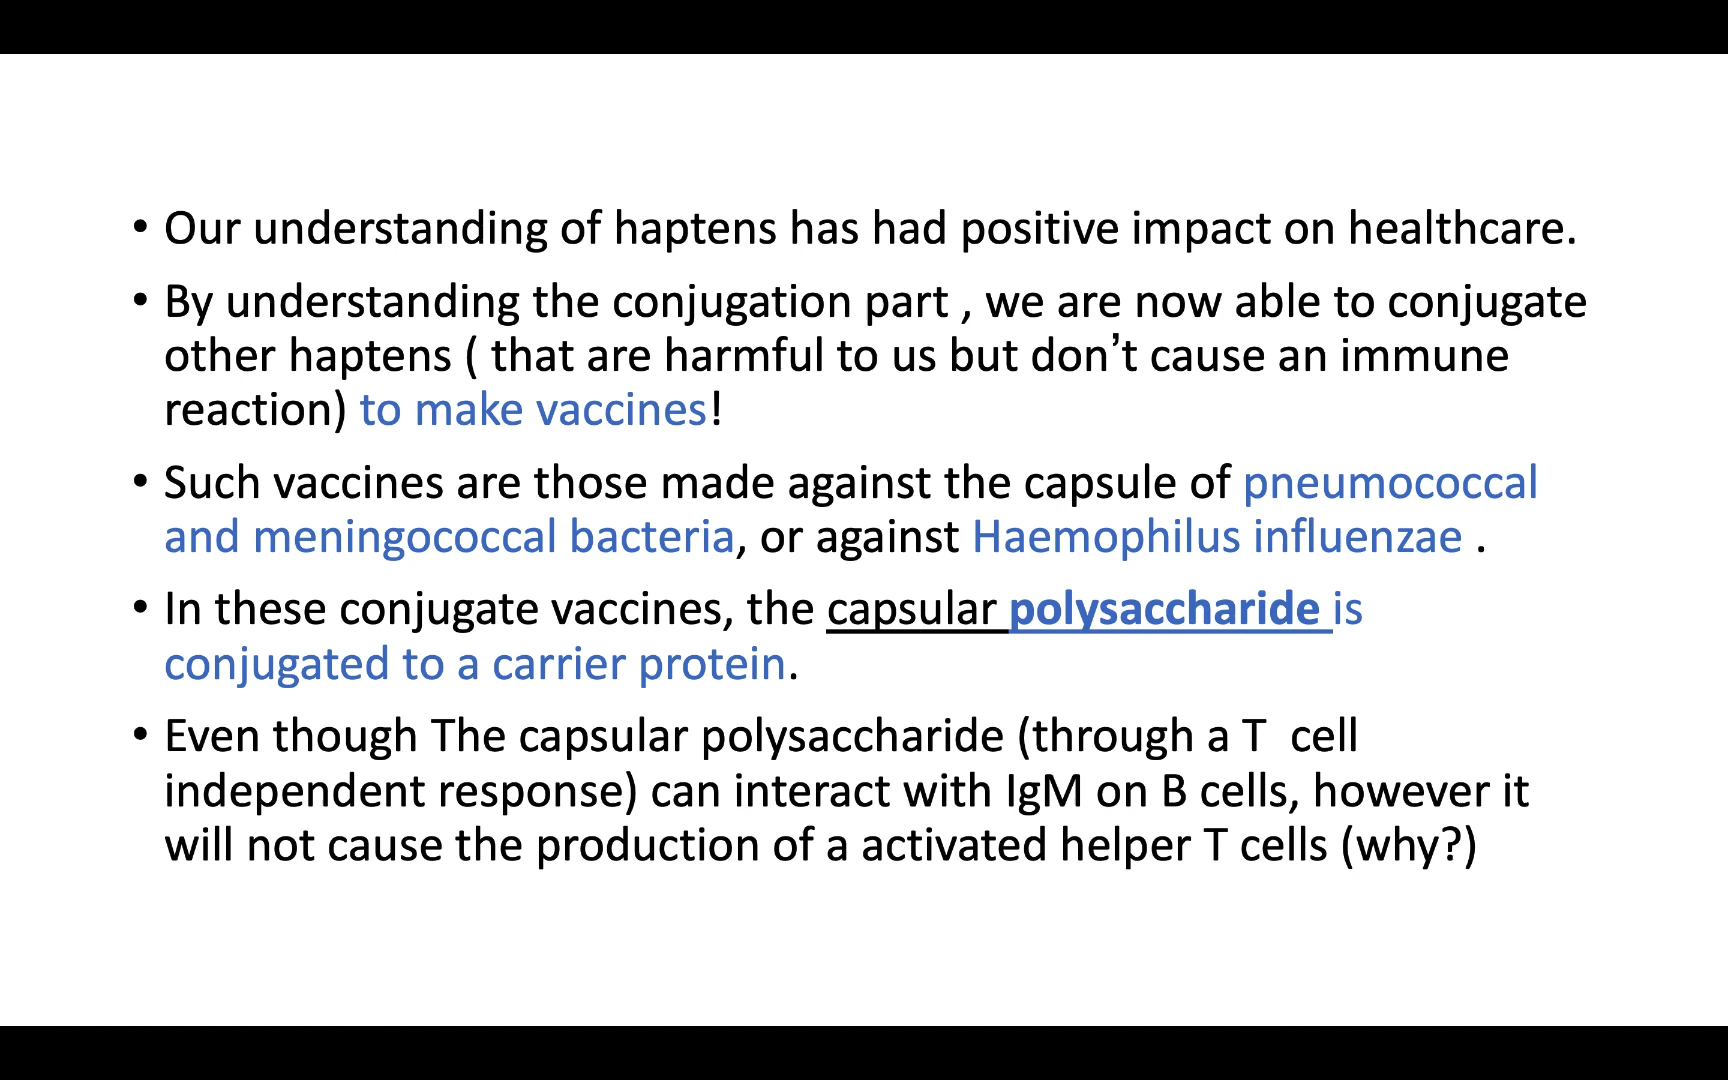 • Our understanding of haptens has had positive impact on healthcare.
• By understanding the conjugation part , we are now able to conjugate
other haptens ( that are harmful to us but don’t cause an immune
reaction) to make vaccines!
• Such vaccines are those made against the capsule of pneumococcal
and meningococcal bacteria, or against Haemophilus influenzae .
• In these conjugate vaccines, the capsular polysaccharide is
conjugated to a carrier protein.
• Even though The capsular polysaccharide (through a T  cell
independent response) can interact with IgM on B cells, however it
will not cause the production of a activated helper T cells (why?)